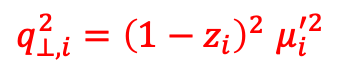 q²⊥,i = (1 − zᵢ)² μ′ᵢ²